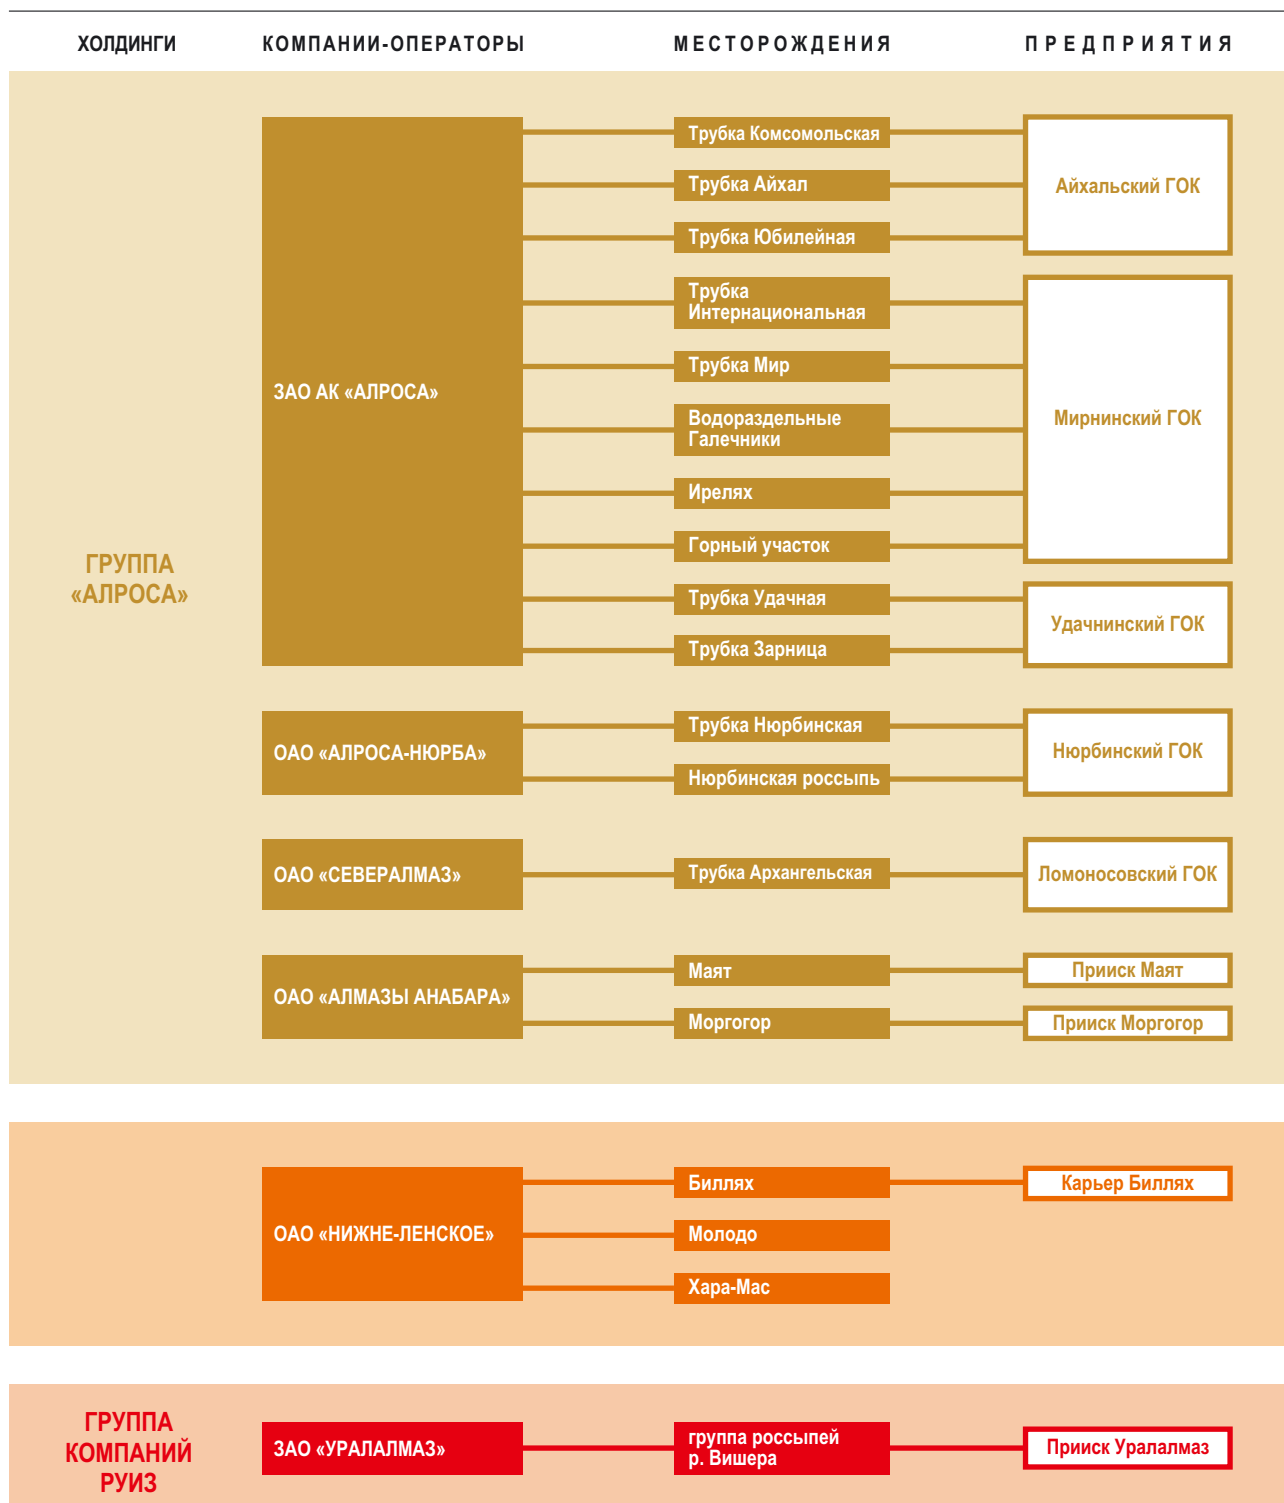 ХОЛДИНГИ КОМПАНИИ-ОПЕРАТОРЫ МЕСТОРОЖДЕНИЯ ПРЕДПРИЯТИЯ
ГРУППА
«АЛРОСА»
ЗАО АК «АЛРОСА»
Трубка Комсомольская
Трубка Айхал
Трубка Юбилейная
Айхальский ГОК
Трубка
Интернациональная
Трубка Мир
Водораздельные
Галечники
Ирелях
Горный участок
Мирнинский ГОК
Трубка Удачная
Трубка Зарница
Удачнинский ГОК
ОАО «АЛРОСА-НЮРБА»
Трубка Нюрбинская
Нюрбинская россыпь
Нюрбинский ГОК
ОАО «СЕВЕРАЛМАЗ»
Трубка Архангельская
Ломоносовский ГОК
ОАО «АЛМАЗЫ АНАБАРА»
Маят
Прииск Маят
Моргогор
Прииск Моргогор
ОАО «НИЖНЕ-ЛЕНСКОЕ»
Биллях
Карьер Биллях
Молодо
Хара-Мас
ГРУППА
КОМПАНИЙ
РУИЗ
ЗАО «УРАЛАЛМАЗ»
группа россыпей
р. Вишера
Прииск Уралалмаз